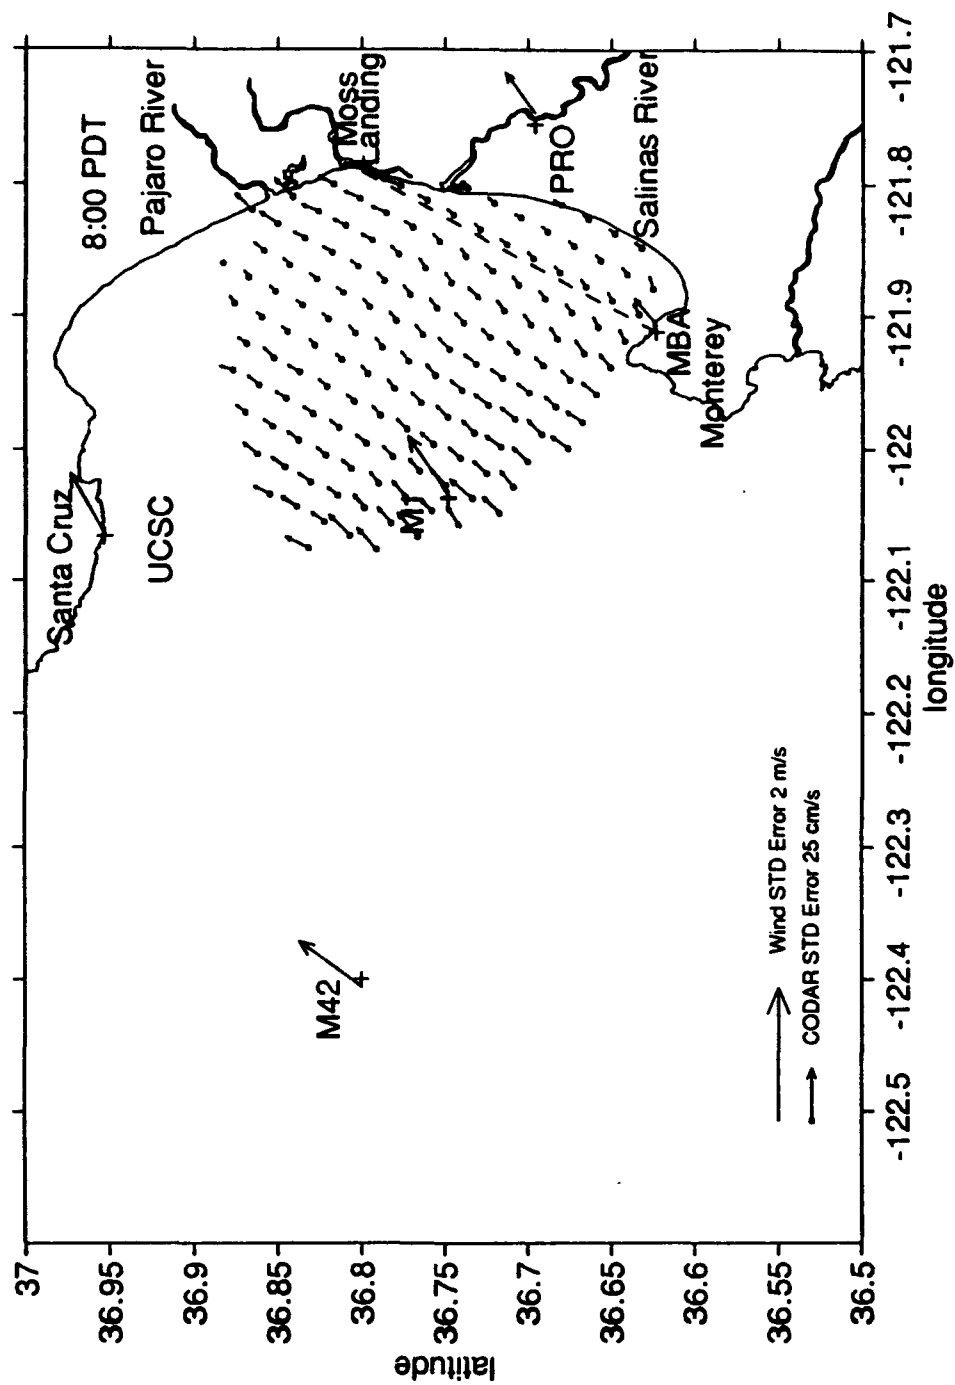 8:00 PDT
Santa Cruz
UCSC
Pajaro River
Moss
Landing
M42
M1
PRO
Salinas River
MBA
Monterey
Wind STD Error 2 m/s
CODAR STD Error 25 cm/s
latitude
37
36.95
36.9
36.85
36.8
36.75
36.7
36.65
36.6
36.55
36.5
-122.5
-122.4
-122.3
-122.2
-122.1
-122
-121.9
-121.8
-121.7
longitude